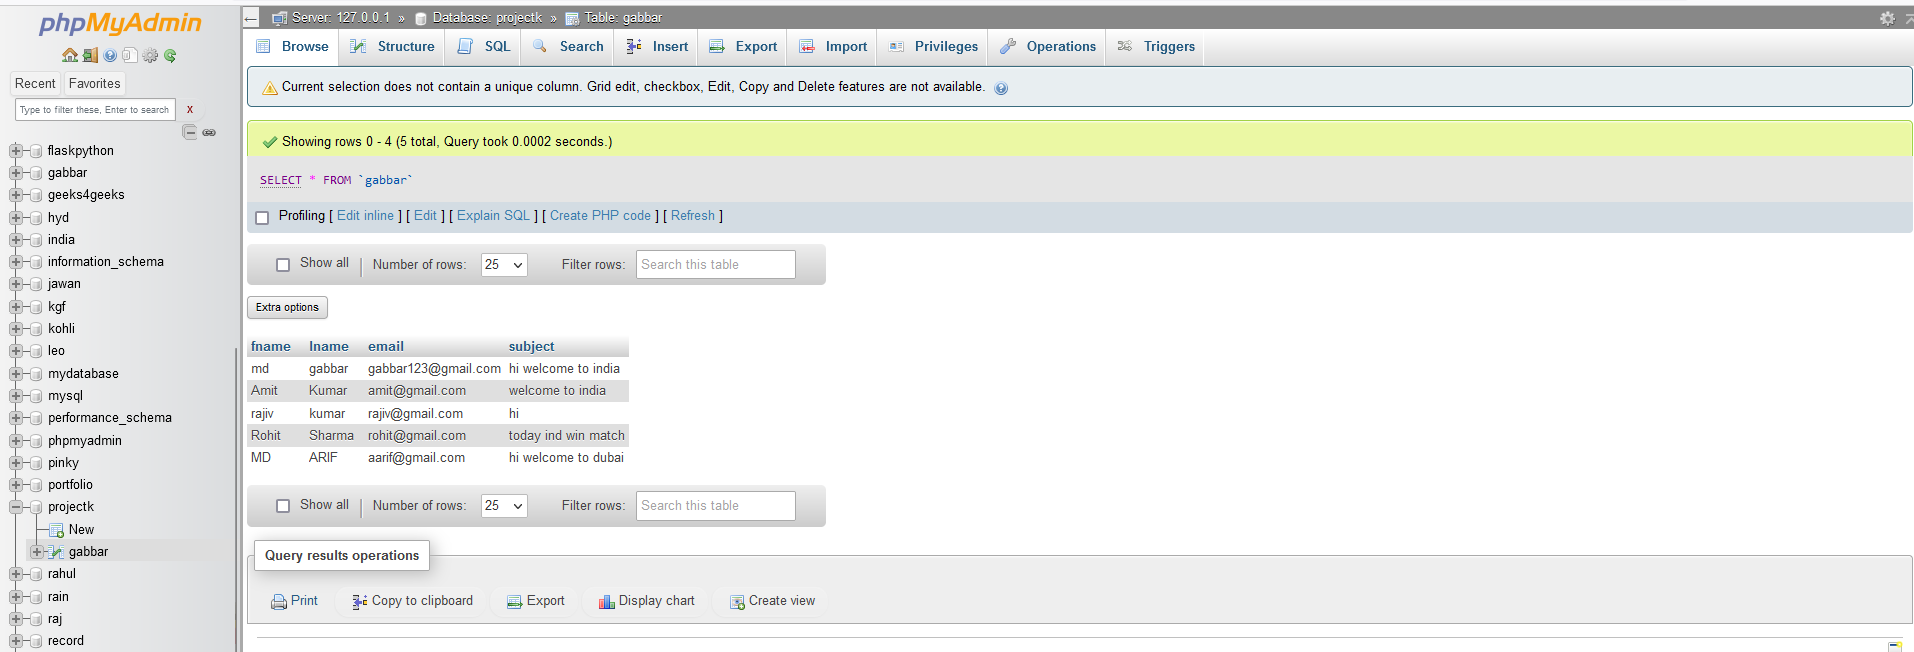 phpMyAdmin
Recent Favorites
Type to filter these, Enter to search X
flaskpython
gabbar
geeks4geeks
hyd
india
information_schema
jawan
kgf
kohli
leo
mydatabase
mysql
performance_schema
phpmyadmin
pinky
portfolio
projectk
New
gabbar
rahul
rain
raj
record
Server: 127.0.0.1 » Database: projectk » Table: gabbar
Browse Structure SQL Search Insert Export Import Privileges Operations Triggers
Current selection does not contain a unique column. Grid edit, checkbox, Edit, Copy and Delete features are not available.
Showing rows 0 - 4 (5 total, Query took 0.0002 seconds.)
SELECT * FROM `gabbar`
Profiling [ Edit inline ] [ Edit ] [ Explain SQL ] [ Create PHP code ] [ Refresh ]
Show all | Number of rows: 25 Filter rows: Search this table
Extra options
fname lname email subject
md gabbar gabbar123@gmail.com hi welcome to india
Amit Kumar amit@gmail.com welcome to india
rajiv kumar rajiv@gmail.com hi
Rohit Sharma rohit@gmail.com today ind win match
MD ARIF aarif@gmail.com hi welcome to dubai
Show all | Number of rows: 25 Filter rows: Search this table
Query results operations
Print Copy to clipboard Export Display chart Create view